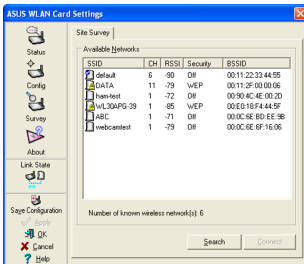 ASUS WLAN Card Settings
Status
Config
Survey
About
Link State
Save Configuration
Apply
OK
Cancel
Help
Site Survey
Available Networks
SSID CH RSSI Security BSSID
default 6 -90 Off 00:11:22:33:44:55
DATA 11 -79 WEP 00:11:2F:00:00:06
ham-test 1 -72 Off 00:90:4C:4E:00:2D
WL30APG-39 1 -85 WEP 00:E0:18:F4:44:5F
ABC 1 -71 Off 00:0C:6E:BD:EE:9B
webcamtest 1 -79 Off 00:0C:6E:6F:16:06
Number of known wireless network(s): 6
Search
Connect